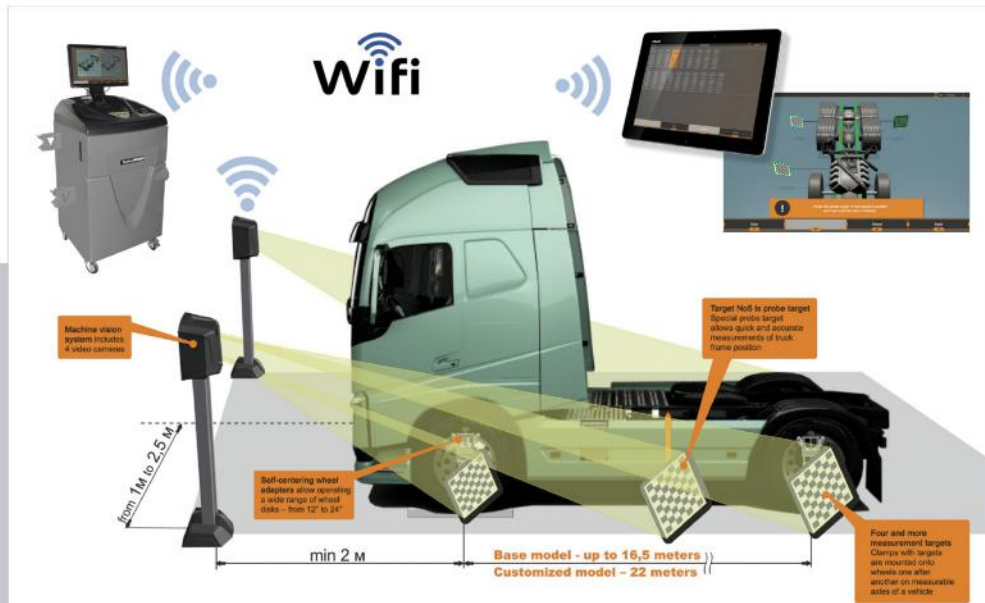 Wifi
Machine vision
system includes
4 video cameras
Target No5 is probe target
Special probe target
allows quick and accurate
measurements of truck
frame position
Self-centering wheel
adapters allow operating
a wide range of wheel
disks – from 12" to 24"
from 1м to 2,5 м
min 2 м
Base model - up to 16,5 meters
Customized model – 22 meters
Four and more
measurement targets
Clamps with targets
are mounted onto
wheels one after
another on measurable
axles of a vehicle